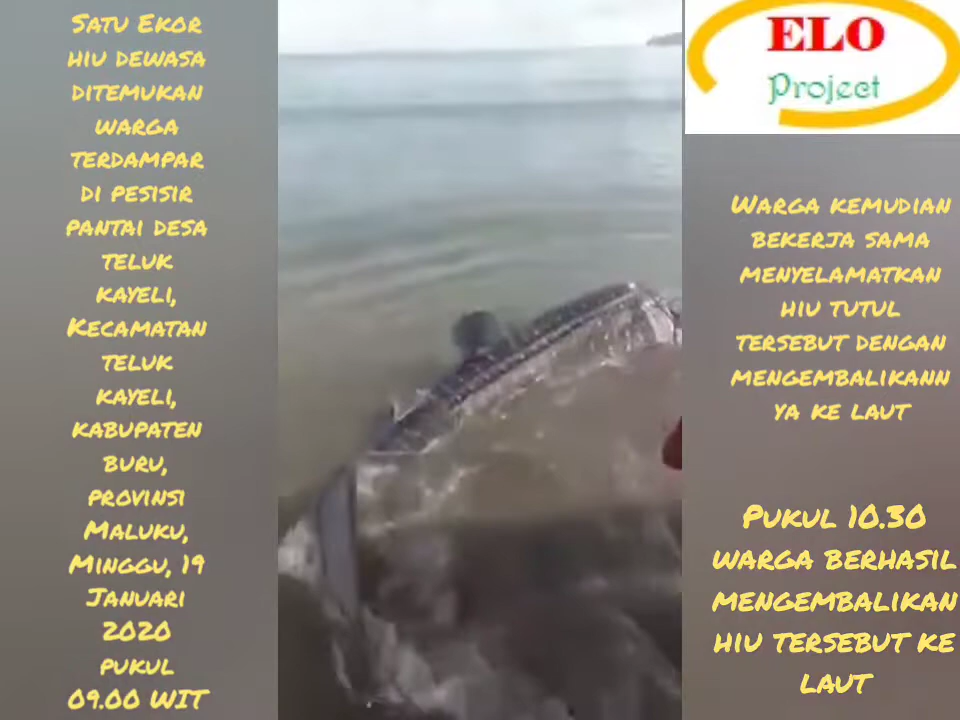 Satu Ekor
hiu dewasa
ditemukan
warga
terdampar
di pesisir
pantai desa
teluk
kayeli,
Kecamatan
teluk
kayeli,
kabupaten
buru,
provinsi
Maluku,
Minggu, 19
Januari
2020
pukul
09.00 WIT
ELO
Project
Warga kemudian
bekerja sama
menyelamatkan
hiu tutul
tersebut dengan
mengembalikann
ya ke laut
Pukul 10.30
warga berhasil
mengembalikan
hiu tersebut ke
laut